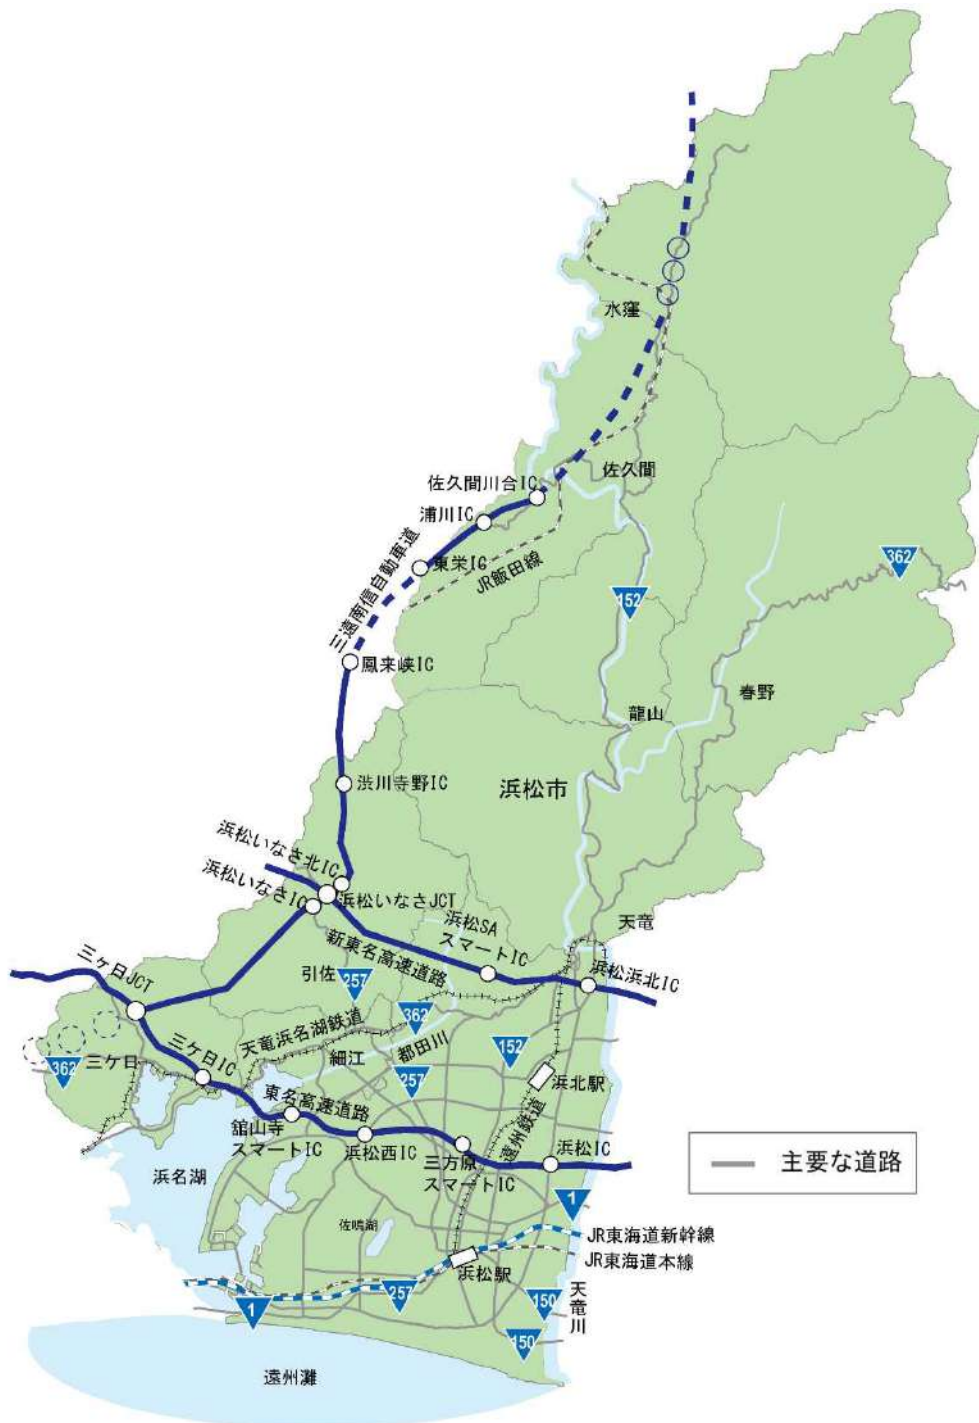 水窪
佐久間川合IC
佐久間
浦川IC
東栄IC
三遠南信自動車道
JR飯田線
362
152
鳳来峡IC
春野
龍山
渋川寺野IC
浜松市
浜松いなさ北IC
浜松いなさIC
浜松いなさJCT
浜松SA
スマートIC
天竜
新東名高速道路
浜松浜北IC
三ヶ日JCT
引佐
257
362
天竜浜名湖鉄道
都田川
152
三ヶ日
362
三ヶ日IC
細江
257
浜北駅
東名高速道路
遠州鉄道
舘山寺
スマートIC
浜松西IC
三方原
スマートIC
浜松IC
主要な道路
浜名湖
1
佐鳴湖
JR東海道新幹線
JR東海道本線
浜松駅
257
1
150
天竜川
150
遠州灘